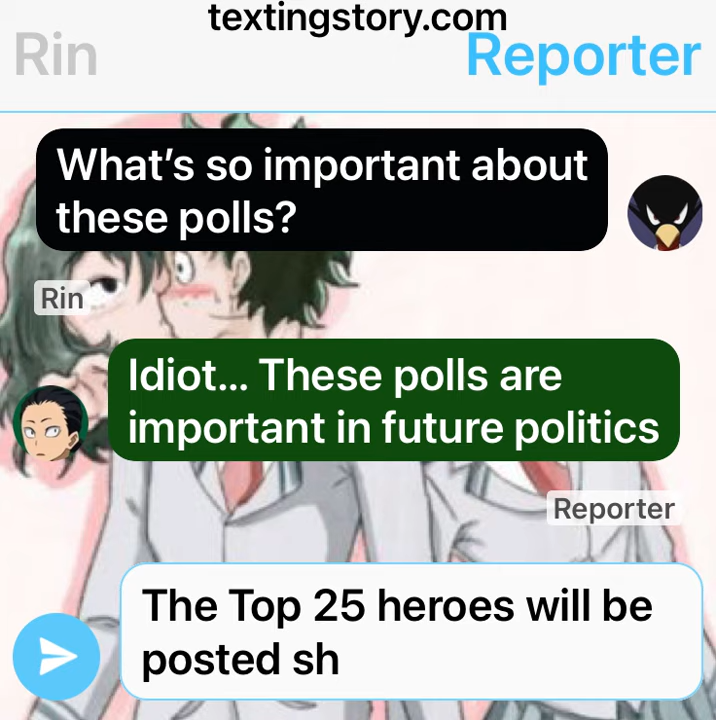 textingstory.com
Rin
Reporter
What's so important about
these polls?
Rin
Idiot... These polls are
important in future politics
Reporter
The Top 25 heroes will be
posted sh